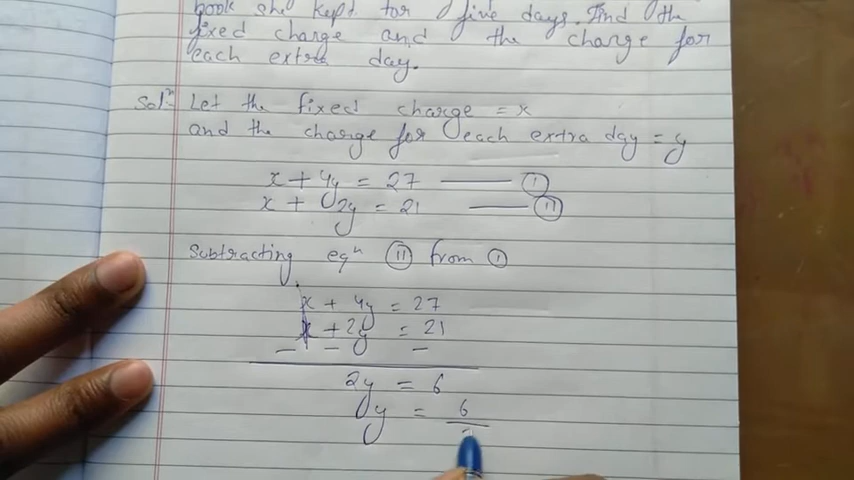 book she kept for five days. Find the
fixed charge and the charge for
each extra day.
Solⁿ:- Let the fixed charge = x
and the charge for each extra day = y
x + 4y = 27 — (I)
x + 2y = 21 — (II)
Subtracting eqⁿ (II) from (I)
x + 4y = 27
x + 2y = 21
− − −
2y = 6
y = 6